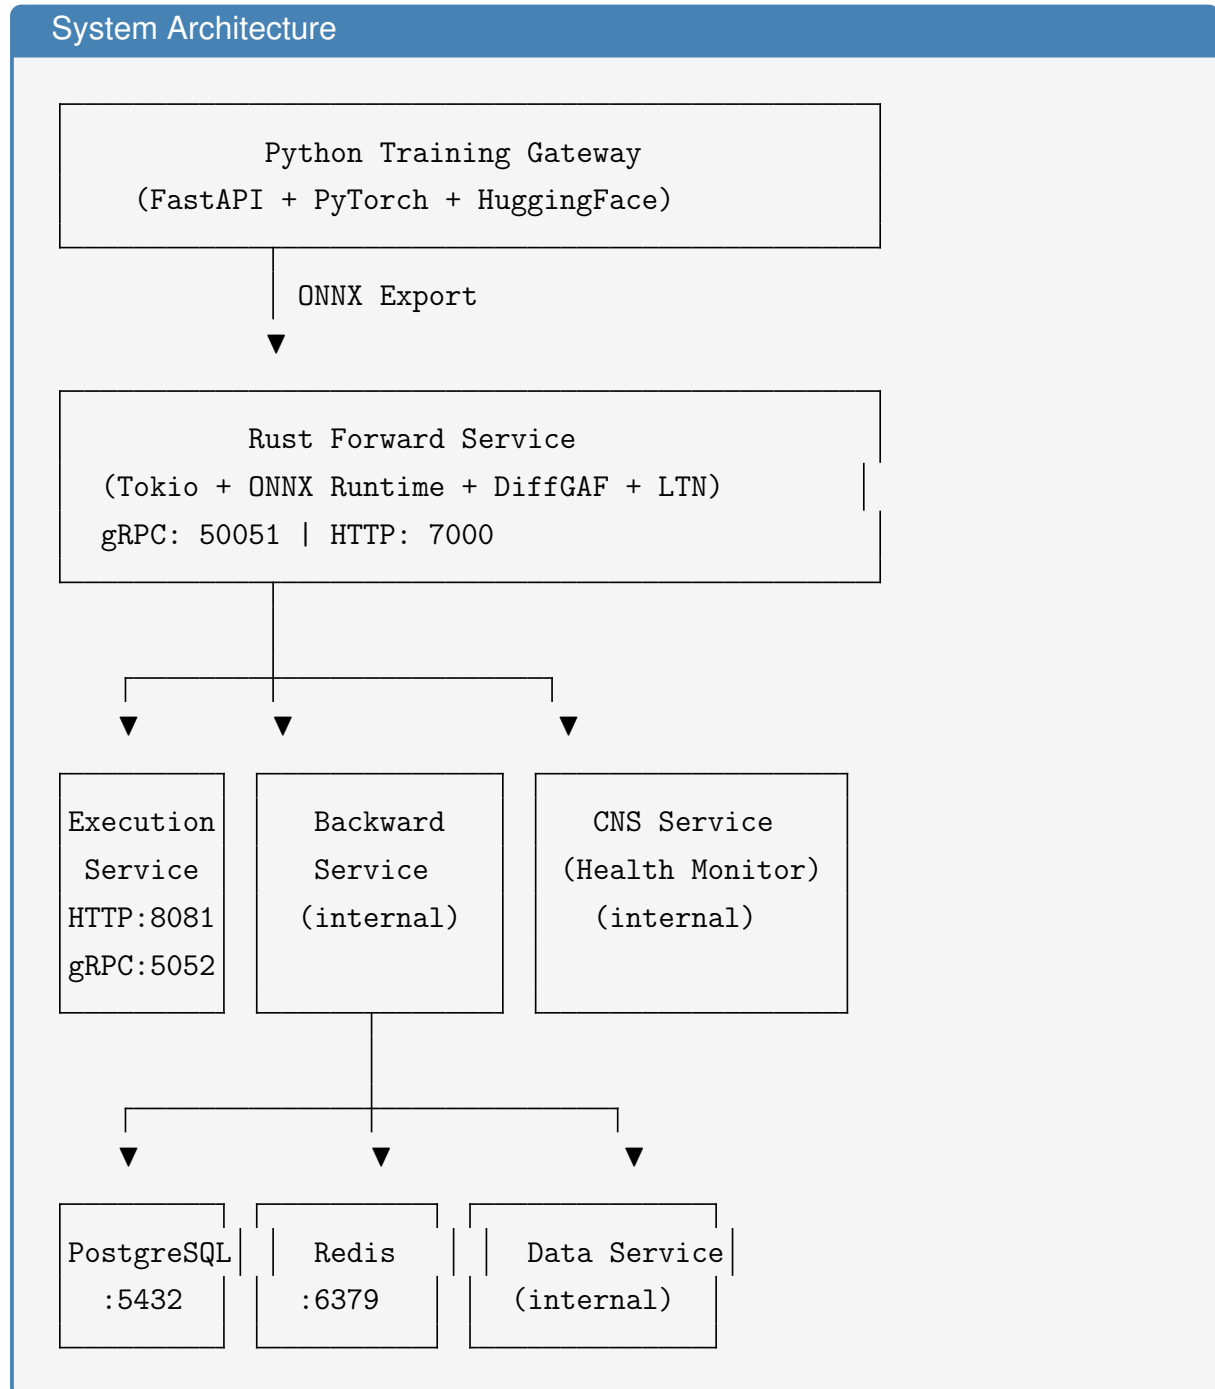 System Architecture
Python Training Gateway
(FastAPI + PyTorch + HuggingFace)
ONNX Export
Rust Forward Service
(Tokio + ONNX Runtime + DiffGAF + LTN)
gRPC: 50051 | HTTP: 7000
Execution
Service
HTTP:8081
gRPC:5052
Backward
Service
(internal)
CNS Service
(Health Monitor)
(internal)
PostgreSQL
:5432
Redis
:6379
Data Service
(internal)